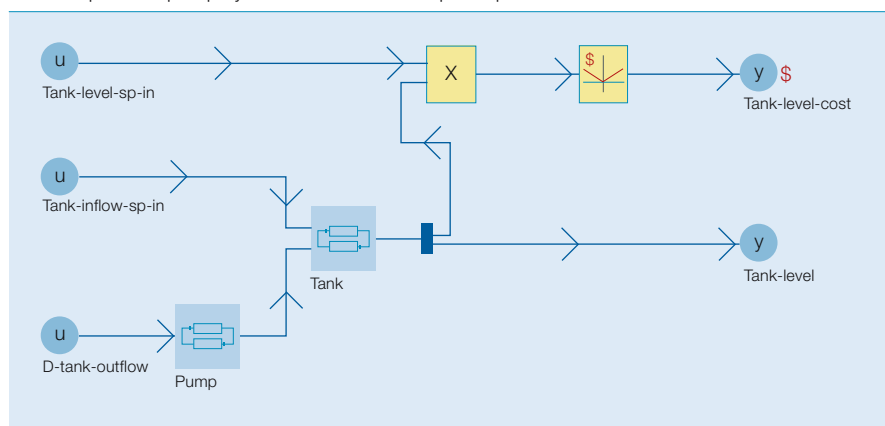 u
X
$
y $
Tank-level-sp-in
Tank-level-cost
u
Tank-inflow-sp-in
y
Tank
Tank-level
u
D-tank-outflow
Pump